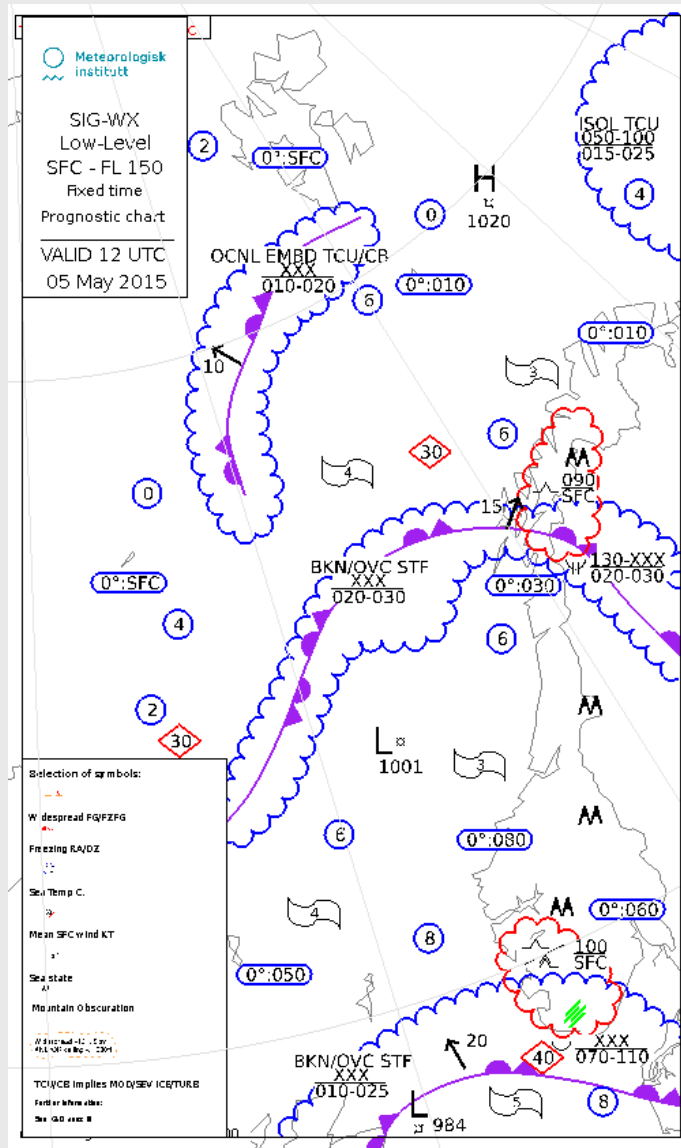 C
Meteorologisk
institutt
SIG-WX
Low-Level
SFC - FL 150
Fixed time
Prognostic chart
VALID 12 UTC
05 May 2015
2
0°:SFC
0
H
1020
ISOL TCU
050-100
015-025
4
OCNL EMBD TCU/CB
XXX
010-020
6
0°:010
0°:010
10
3
30
6
4
0
090
SFC
15
BKN/OVC STF
XXX
020-030
130-XXX
020-030
0°:SFC
0°:030
4
6
2
30
L
1001
3
Selection of symbols:
Widespread FG/FZFG
Freezing RA/DZ
Sea Temp C.
Mean SFC wind KT
Sea state
Mountain Obscuration
TCU/CB implies MOD/SEV ICE/TURB
Further information:
6
0°:080
4
0°:060
8
100
SFC
0°:050
20
40
XXX
070-110
BKN/OVC STF
XXX
010-025
L
984
5
8